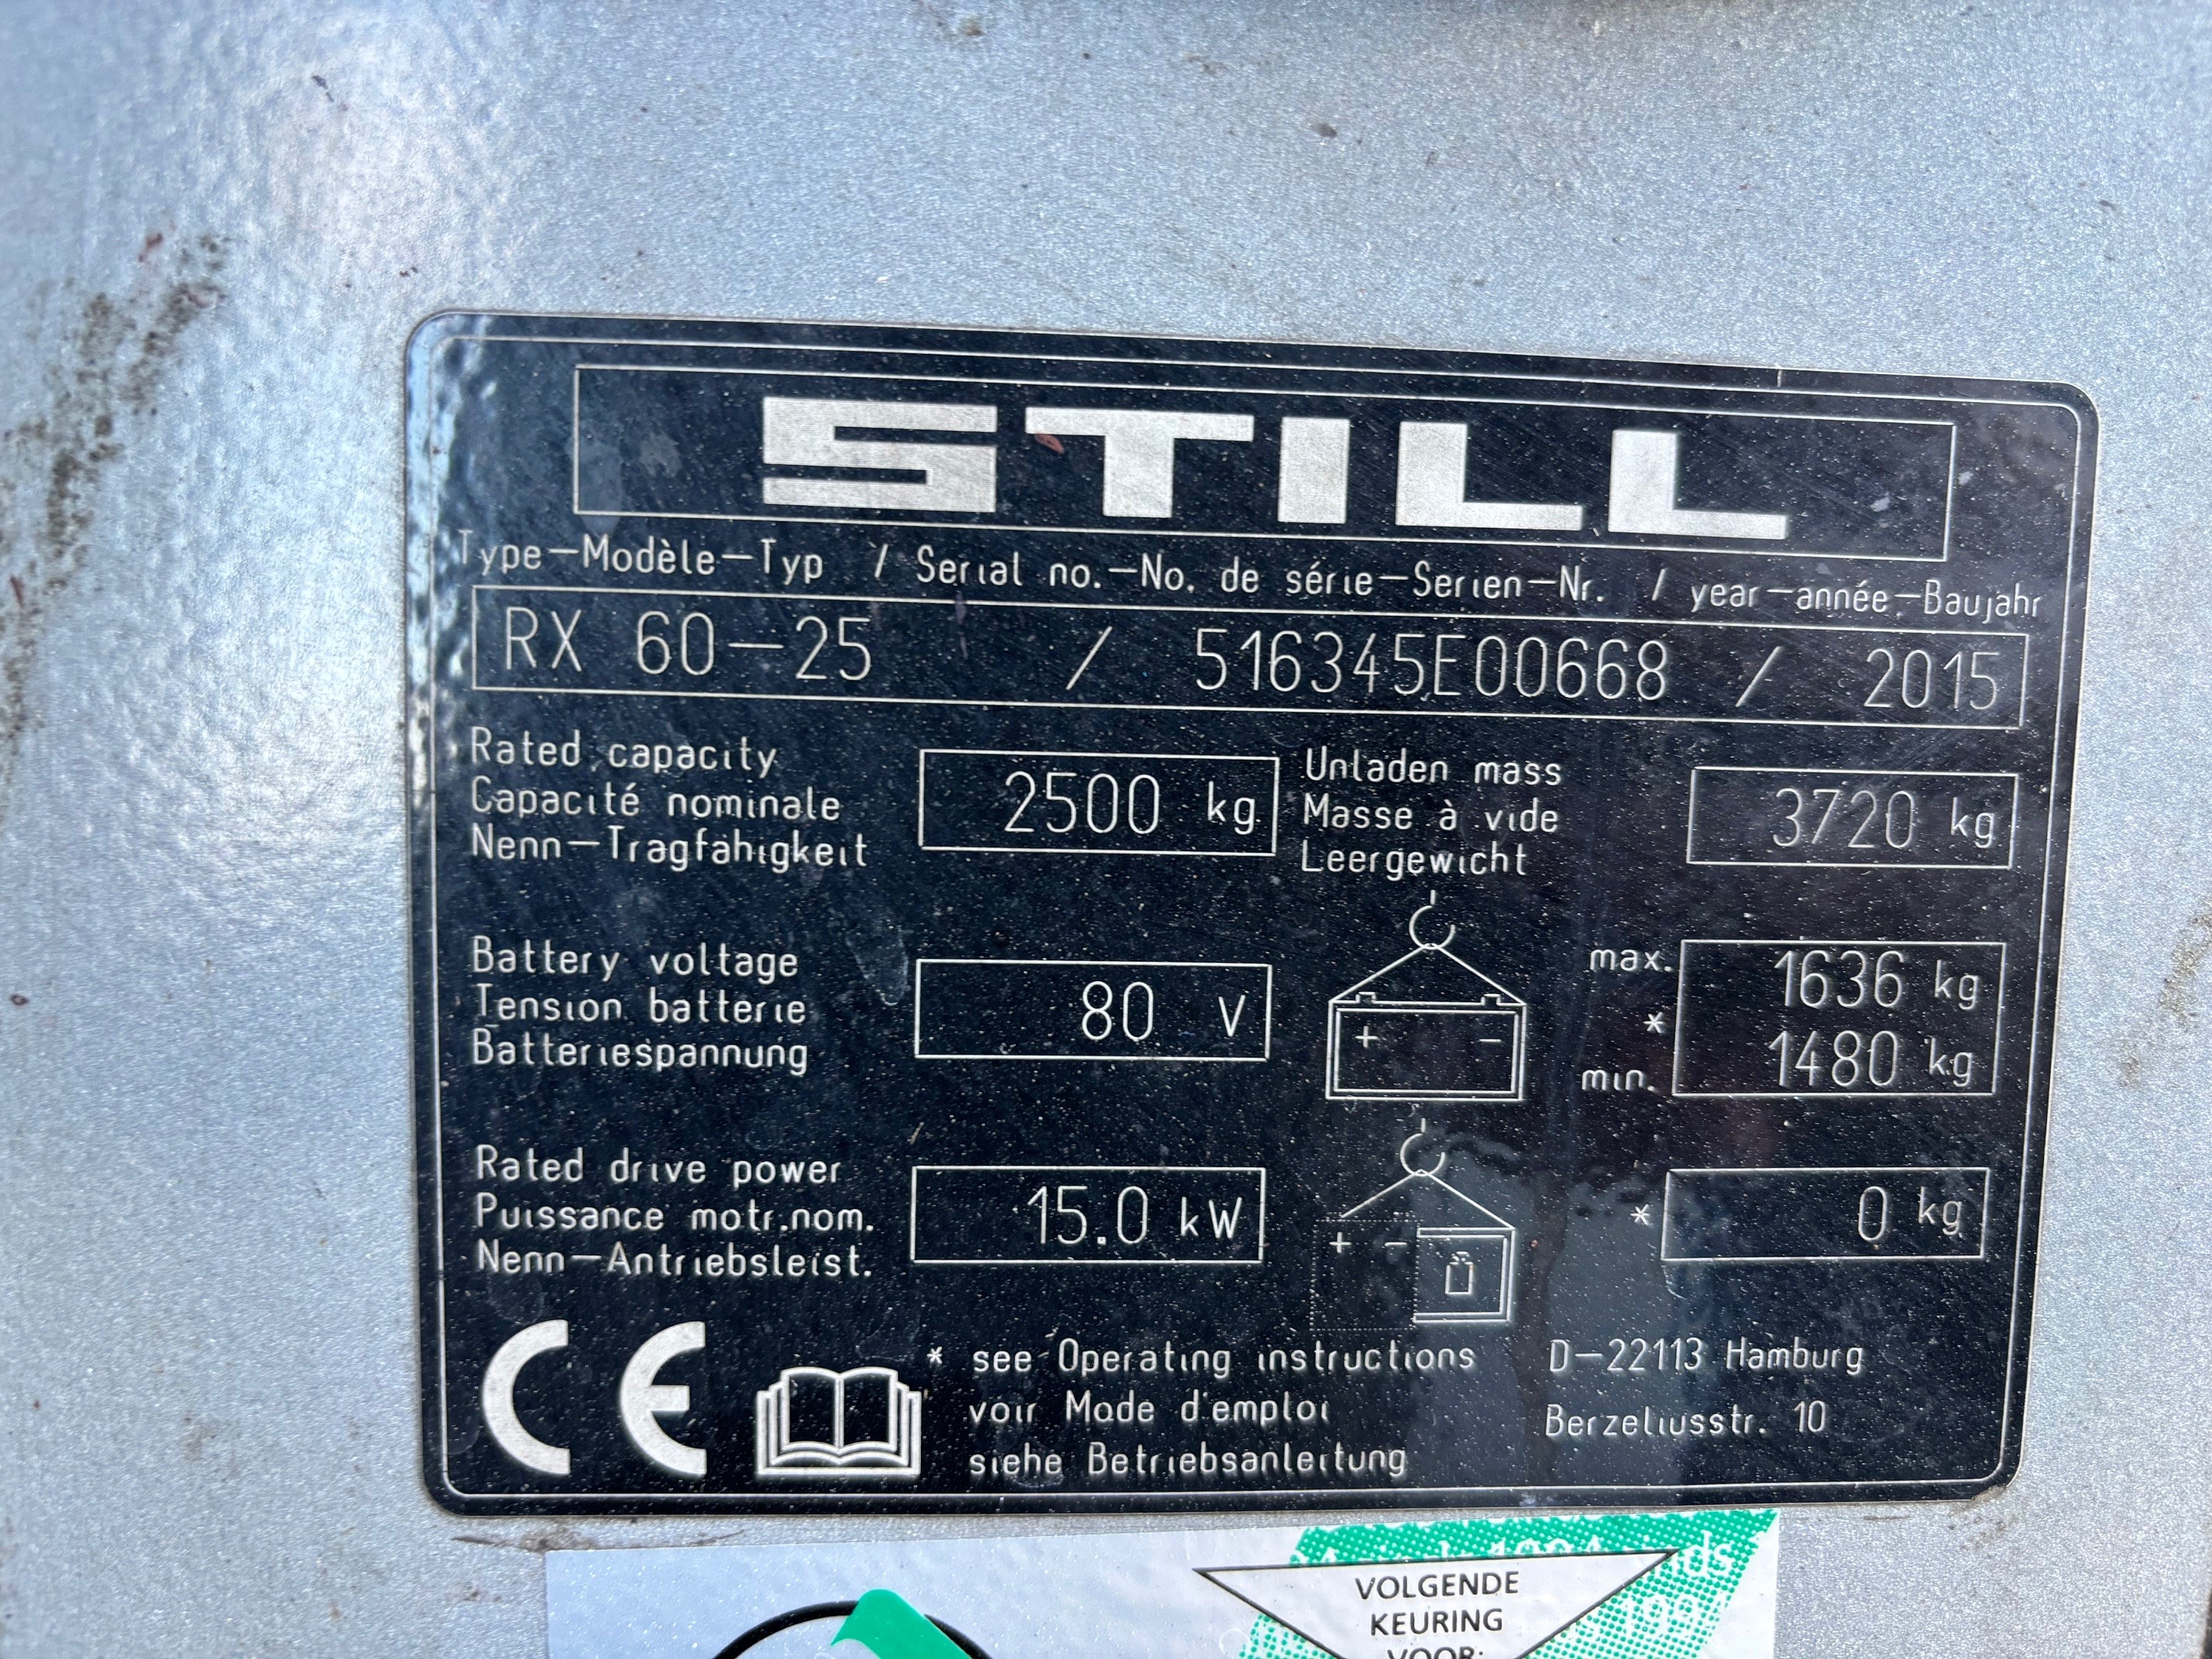 STILL
Type-Modèle-Typ / Serial no.-No. de série-Serien-Nr. / year-année-Baujahr
RX 60-25 / 516345E00668 / 2015
Rated capacity
Capacité nominale
Nenn-Tragfähigkeit
2500 kg
Unladen mass
Masse à vide
Leergewicht
3720 kg
Battery voltage
Tension batterie
Batteriespannung
80 V
+ -
max. 1636 kg
*
min. 1480 kg
Rated drive power
Puissance motr.nom.
Nenn-Antriebsleist.
15.0 kW
+ -
* 0 kg
CE
* see Operating instructions
voir Mode d'emploi
siehe Betriebsanleitung
D-22113 Hamburg
Berzeliusstr. 10
VOLGENDE
KEURING
VOOR: